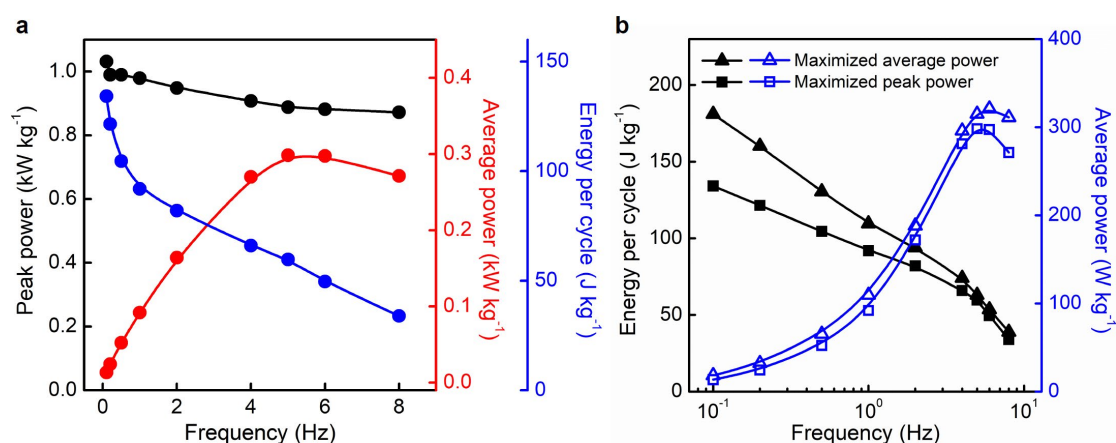 a
Peak power (kW kg-1)
1.0
0.8
0.6
0.4
0.2
0.0
0 2 4 6 8
Frequency (Hz)
0.4
0.3
0.2
0.1
0.0
Average power (kW kg-1)
150
100
50
0
Energy per cycle (J kg-1)
b
Energy per cycle (J kg-1)
200
150
100
50
0
Maximized average power
Maximized peak power
10-1 100 101
Frequency (Hz)
400
300
200
100
0
Average power (W kg-1)